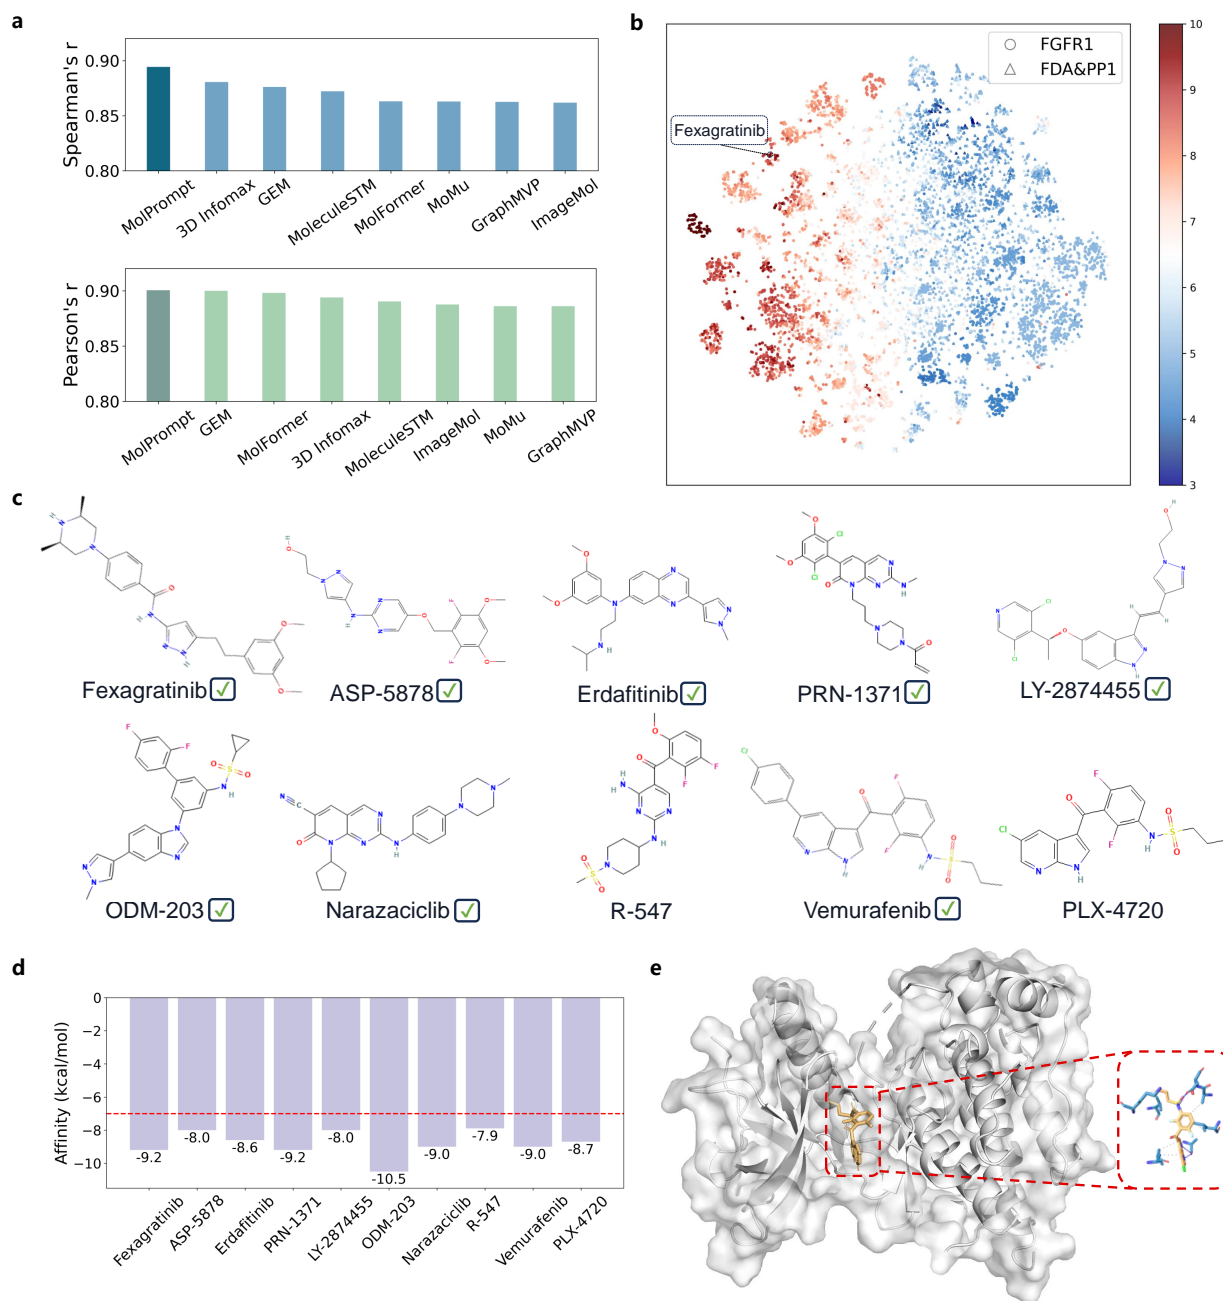 a
Spearman's r
0.90
0.85
0.80
MolPrompt
3D Infomax
GEM
MoleculeSTM
MolFormer
MoMu
GraphMVP
ImageMol
Pearson's r
0.90
0.85
0.80
MolPrompt
GEM
MolFormer
3D Infomax
MoleculeSTM
ImageMol
MoMu
GraphMVP
b
FGFR1
FDA&PP1
Fexagratinib
10
9
8
7
6
5
4
3
c
Fexagratinib
ASP-5878
Erdafitinib
PRN-1371
LY-2874455
ODM-203
Narazaciclib
R-547
Vemurafenib
PLX-4720
d
Affinity (kcal/mol)
0
−2
−4
−6
−8
−10
-9.2
-8.0
-8.6
-9.2
-8.0
-10.5
-9.0
-7.9
-9.0
-8.7
Fexagratinib
ASP-5878
Erdafitinib
PRN-1371
LY-2874455
ODM-203
Narazaciclib
R-547
Vemurafenib
PLX-4720
e